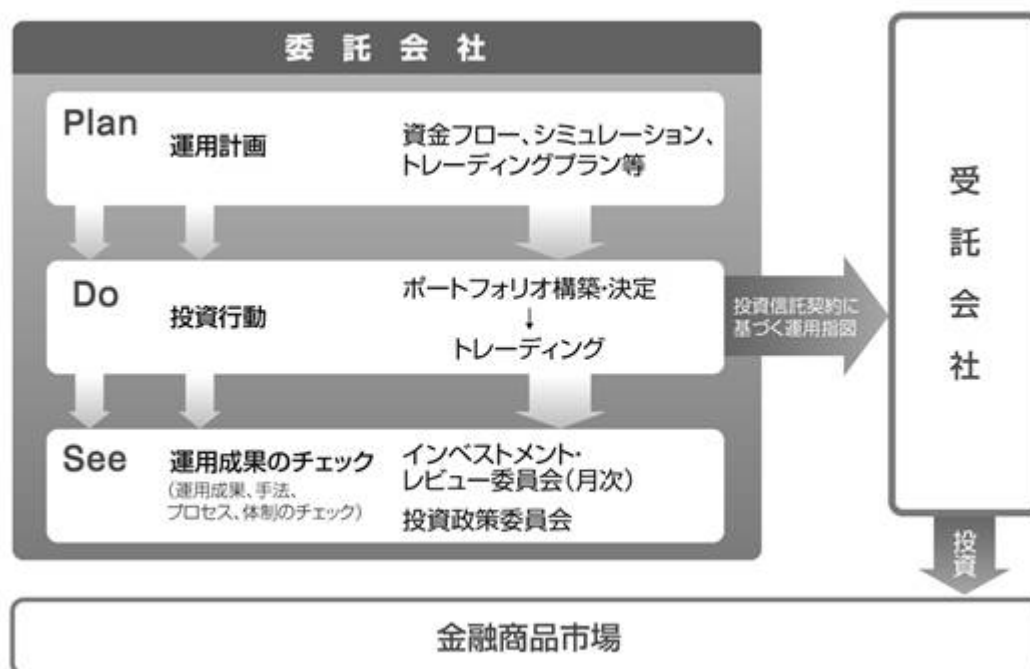 委託会社
Plan
運用計画
資金フロー、シミュレーション、
トレーディングプラン等
Do
投資行動
ポートフォリオ構築・決定
↓
トレーディング
投資信託契約に
基づく運用指図
See
運用成果のチェック
(運用成果、手法、
プロセス、体制のチェック)
インベストメント・
レビュー委員会(月次)
投資政策委員会
受託会社
投資
金融商品市場